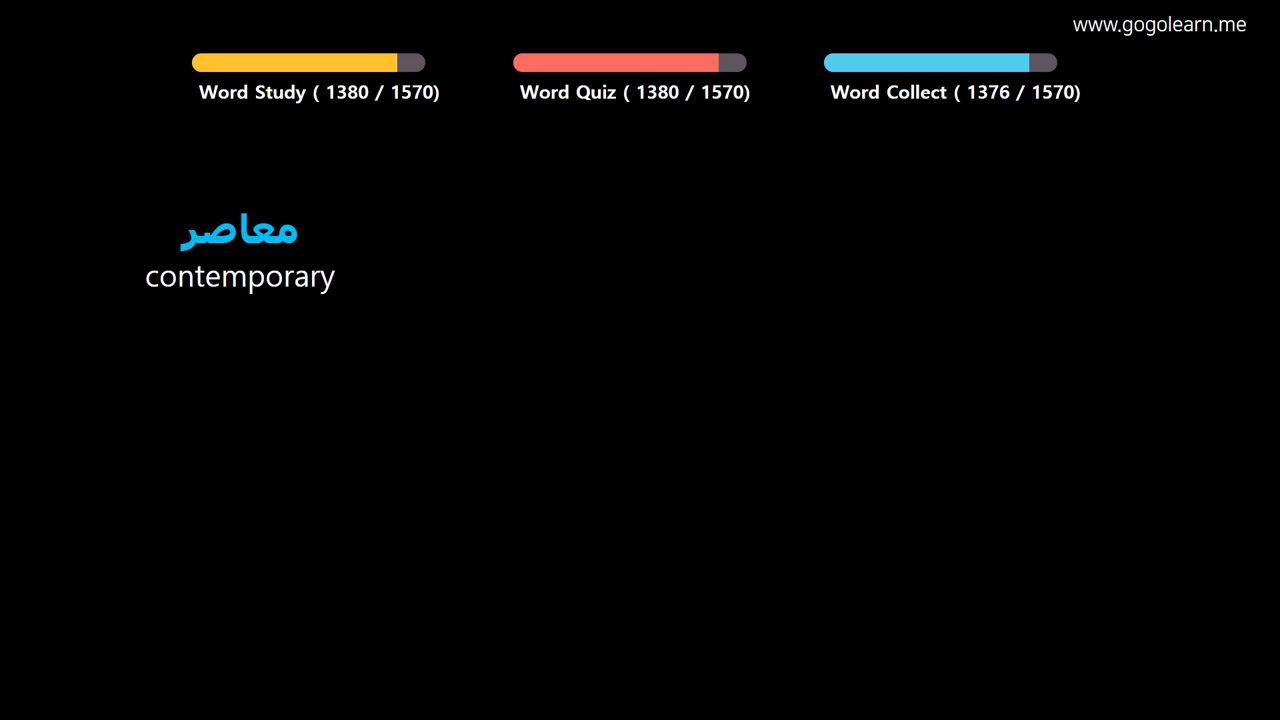 www.gogolearn.me
Word Study ( 1380 / 1570)
Word Quiz ( 1380 / 1570)
Word Collect ( 1376 / 1570)
معاصر
contemporary